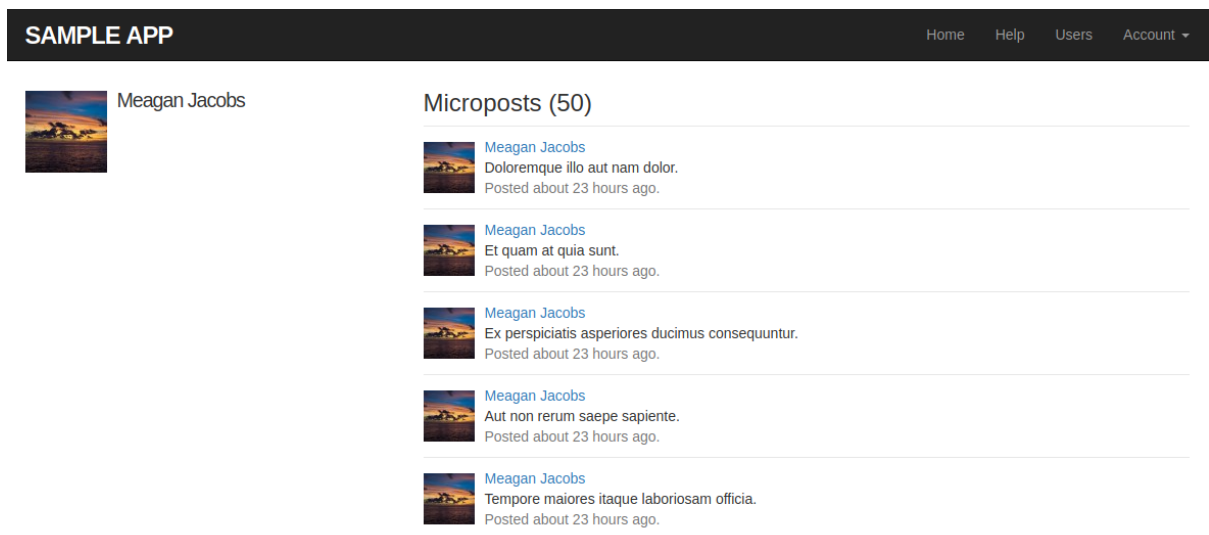 SAMPLE APP
Home Help Users Account
Meagan Jacobs
Microposts (50)
Meagan Jacobs
Doloremque illo aut nam dolor.
Posted about 23 hours ago.
Meagan Jacobs
Et quam at quia sunt.
Posted about 23 hours ago.
Meagan Jacobs
Ex perspiciatis asperiores ducimus consequuntur.
Posted about 23 hours ago.
Meagan Jacobs
Aut non rerum saepe sapiente.
Posted about 23 hours ago.
Meagan Jacobs
Tempore maiores itaque laboriosam officia.
Posted about 23 hours ago.